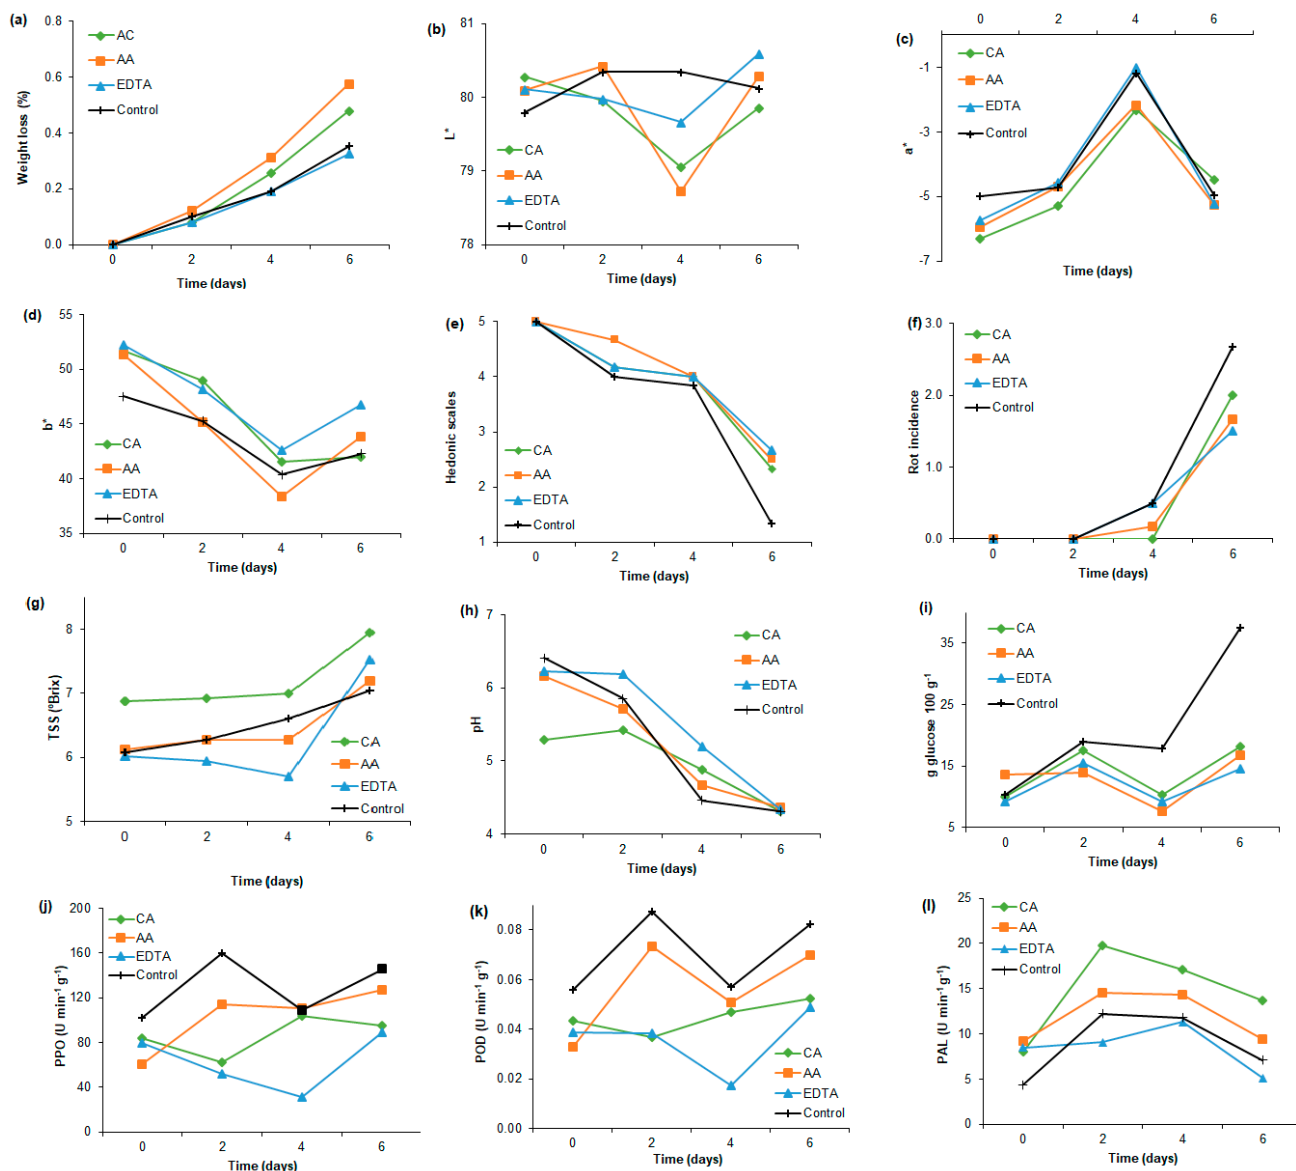 (a)
0.8
0.6
0.4
0.2
0.0
Weight loss (%)
AC
AA
EDTA
Control
0 2 4 6
Time (days)
(b)
81
80
79
78
L*
CA
AA
EDTA
Control
0 2 4 6
Time (days)
(c)
0 2 4 6
-1
-3
-5
-7
a*
CA
AA
EDTA
Control
Time (days)
(d)
55
50
45
40
35
b*
CA
AA
EDTA
Control
0 2 4 6
Time (days)
(e)
5
4
3
2
1
Hedonic scales
CA
AA
EDTA
Control
0 2 4 6
Time (days)
(f)
3.0
2.0
1.0
0.0
Rot incidence
CA
AA
EDTA
Control
0 2 4 6
Time (days)
(g)
8
7
6
5
TSS (ºBrix)
CA
AA
EDTA
Control
0 2 4 6
Time (days)
(h)
7
6
5
4
pH
CA
AA
EDTA
Control
0 2 4 6
Time (days)
(i)
35
25
15
5
g glucose 100 g⁻¹
CA
AA
EDTA
Control
0 2 4 6
Time (days)
(j)
200
160
120
80
40
0
PPO (U min⁻¹ g⁻¹)
CA
AA
EDTA
Control
0 2 4 6
Time (days)
(k)
0.08
0.06
0.04
0.02
0.00
POD (U min⁻¹ g⁻¹)
CA
AA
EDTA
Control
0 2 4 6
Time (days)
(l)
25
20
15
10
5
0
PAL (U min⁻¹ g⁻¹)
CA
AA
EDTA
Control
0 2 4 6
Time (days)